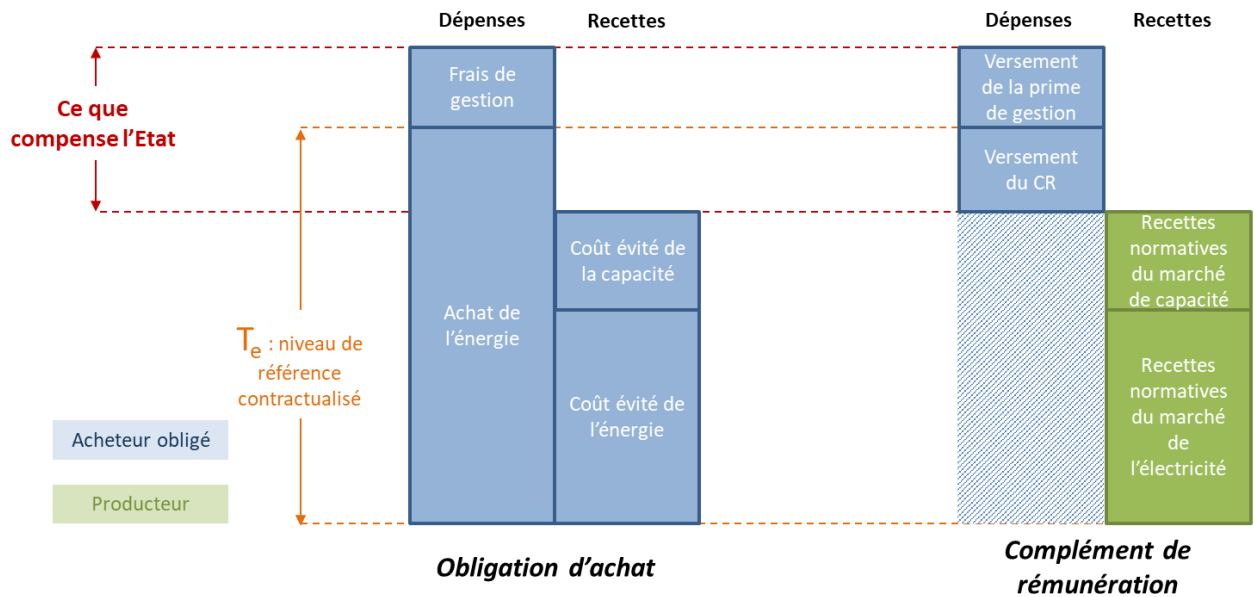 Dépenses
Recettes
Dépenses
Recettes
Ce que
compense l’Etat
Frais de
gestion
Versement
de la prime
de gestion
Versement
du CR
Te : niveau de
référence
contractualisé
Achat de
l’énergie
Coût évité de
la capacité
Coût évité de
l’énergie
Recettes
normatives
du marché
de capacité
Recettes
normatives
du marché
de
l’électricité
Acheteur obligé
Producteur
Obligation d’achat
Complément de
rémunération